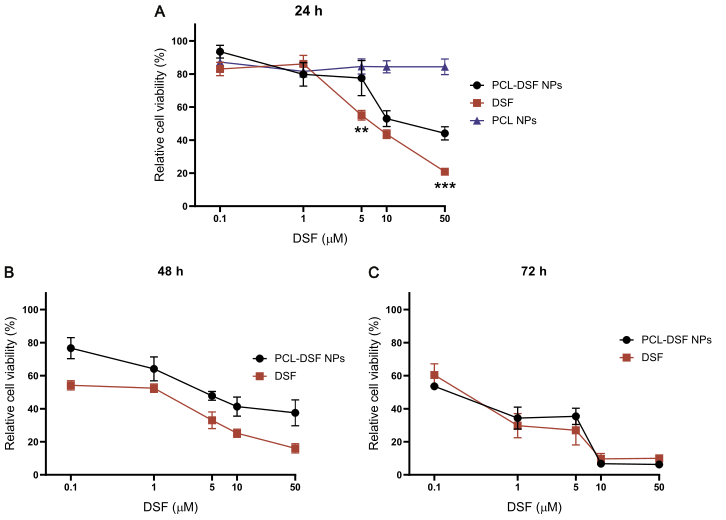 A
24 h
Relative cell viability (%)
100
80
60
40
20
0
**
***
0.1
1
5
10
50
DSF (μM)
PCL-DSF NPs
DSF
PCL NPs
B
48 h
Relative cell viability (%)
100
80
60
40
20
0
0.1
1
5
10
50
DSF (μM)
PCL-DSF NPs
DSF
C
72 h
Relative cell viability (%)
100
80
60
40
20
0
0.1
1
5
10
50
DSF (μM)
PCL-DSF NPs
DSF